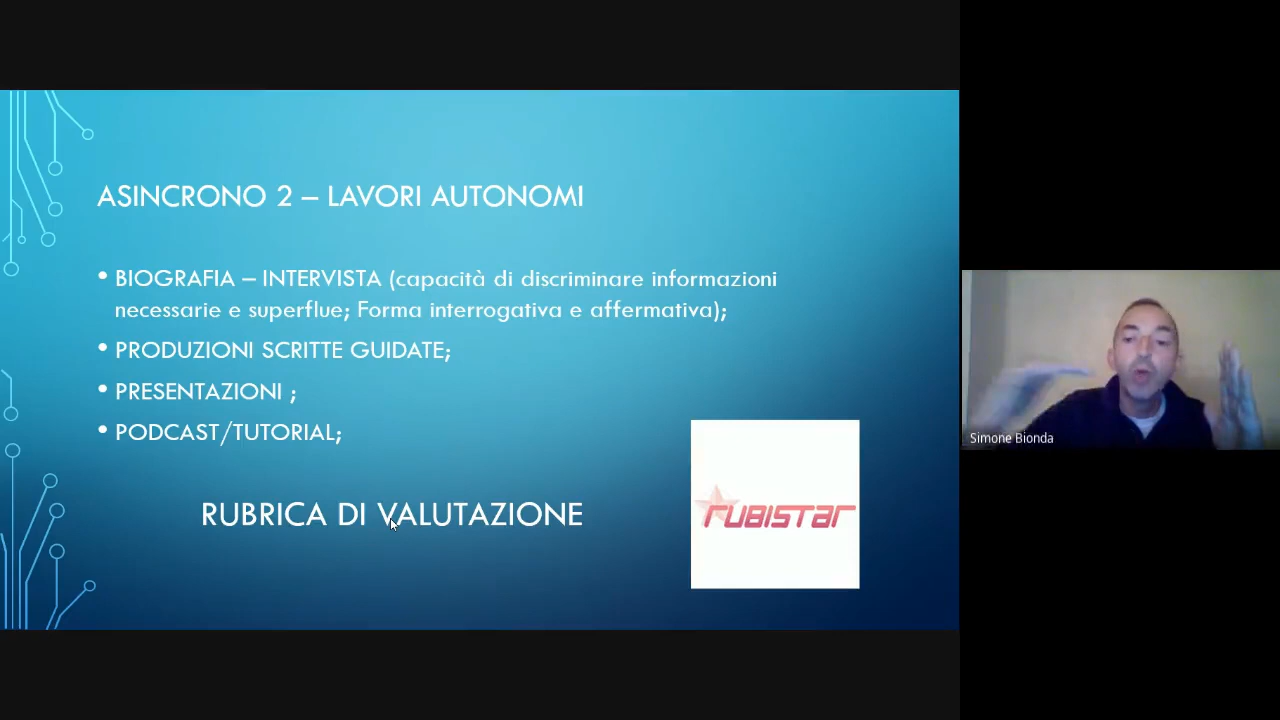 ASINCRONO 2 – LAVORI AUTONOMI
• BIOGRAFIA – INTERVISTA (capacità di discriminare informazioni
necessarie e superflue; Forma interrogativa e affermativa);
• PRODUZIONI SCRITTE GUIDATE;
• PRESENTAZIONI ;
• PODCAST/TUTORIAL;
RUBRICA DI VALUTAZIONE
rubistar
Simone Bionda